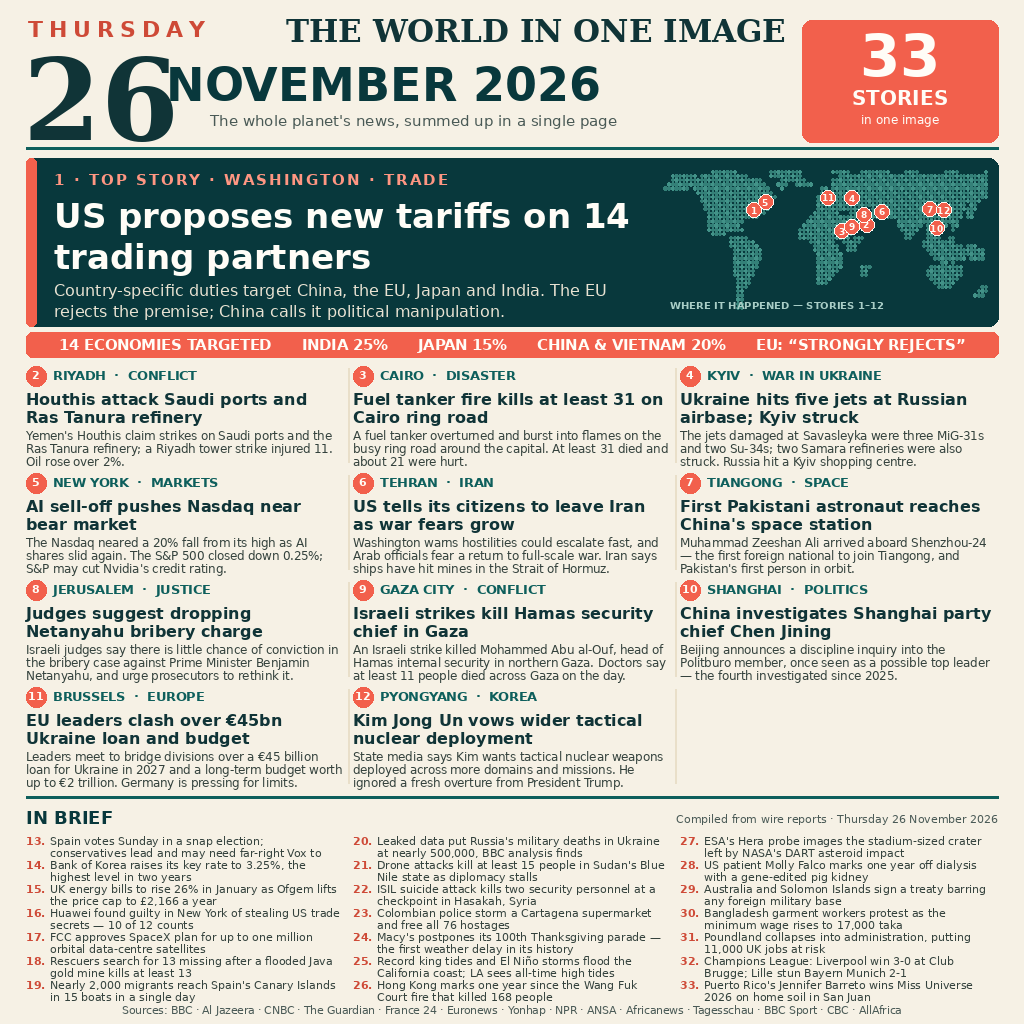 THURSDAY
26
NOVEMBER 2026
THE WORLD IN ONE IMAGE
The whole planet's news, summed up in a single page
33
STORIES
in one image
1 · TOP STORY · WASHINGTON · TRADE
US proposes new tariffs on 14
trading partners
Country-specific duties target China, the EU, Japan and India. The EU
rejects the premise; China calls it political manipulation.
1
5
11
4
8
2
3
9
6
7
12
10
WHERE IT HAPPENED — STORIES 1–12
14 ECONOMIES TARGETED INDIA 25% JAPAN 15% CHINA & VIETNAM 20% EU: “STRONGLY REJECTS”
2 RIYADH · CONFLICT
Houthis attack Saudi ports and
Ras Tanura refinery
Yemen's Houthis claim strikes on Saudi ports and the
Ras Tanura refinery; a Riyadh tower strike injured 11.
Oil rose over 2%.
3 CAIRO · DISASTER
Fuel tanker fire kills at least 31 on
Cairo ring road
A fuel tanker overturned and burst into flames on the
busy ring road around the capital. At least 31 died and
about 21 were hurt.
4 KYIV · WAR IN UKRAINE
Ukraine hits five jets at Russian
airbase; Kyiv struck
The jets damaged at Savasleyka were three MiG-31s
and two Su-34s; two Samara refineries were also
struck. Russia hit a Kyiv shopping centre.
5 NEW YORK · MARKETS
AI sell-off pushes Nasdaq near
bear market
The Nasdaq neared a 20% fall from its high as AI
shares slid again. The S&P 500 closed down 0.25%;
S&P may cut Nvidia's credit rating.
6 TEHRAN · IRAN
US tells its citizens to leave Iran
as war fears grow
Washington warns hostilities could escalate fast, and
Arab officials fear a return to full-scale war. Iran says
ships have hit mines in the Strait of Hormuz.
7 TIANGONG · SPACE
First Pakistani astronaut reaches
China's space station
Muhammad Zeeshan Ali arrived aboard Shenzhou-24
— the first foreign national to join Tiangong, and
Pakistan's first person in orbit.
8 JERUSALEM · JUSTICE
Judges suggest dropping
Netanyahu bribery charge
Israeli judges say there is little chance of conviction in
the bribery case against Prime Minister Benjamin
Netanyahu, and urge prosecutors to rethink it.
9 GAZA CITY · CONFLICT
Israeli strikes kill Hamas security
chief in Gaza
An Israeli strike killed Mohammed Abu al-Ouf, head of
Hamas internal security in northern Gaza. Doctors say
at least 11 people died across Gaza on the day.
10 SHANGHAI · POLITICS
China investigates Shanghai party
chief Chen Jining
Beijing announces a discipline inquiry into the
Politburo member, once seen as a possible top leader
— the fourth investigated since 2025.
11 BRUSSELS · EUROPE
EU leaders clash over €45bn
Ukraine loan and budget
Leaders meet to bridge divisions over a €45 billion
loan for Ukraine in 2027 and a long-term budget worth
up to €2 trillion. Germany is pressing for limits.
12 PYONGYANG · KOREA
Kim Jong Un vows wider tactical
nuclear deployment
State media says Kim wants tactical nuclear weapons
deployed across more domains and missions. He
ignored a fresh overture from President Trump.
IN BRIEF
Compiled from wire reports · Thursday 26 November 2026
13. Spain votes Sunday in a snap election;
conservatives lead and may need far-right Vox to
14. Bank of Korea raises its key rate to 3.25%, the
highest level in two years
15. UK energy bills to rise 26% in January as Ofgem lifts
the price cap to £2,166 a year
16. Huawei found guilty in New York of stealing US trade
secrets — 10 of 12 counts
17. FCC approves SpaceX plan for up to one million
orbital data-centre satellites
18. Rescuers search for 13 missing after a flooded Java
gold mine kills at least 13
19. Nearly 2,000 migrants reach Spain's Canary Islands
in 15 boats in a single day
20. Leaked data put Russia's military deaths in Ukraine
at nearly 500,000, BBC analysis finds
21. Drone attacks kill at least 15 people in Sudan's Blue
Nile state as diplomacy stalls
22. ISIL suicide attack kills two security personnel at a
checkpoint in Hasakah, Syria
23. Colombian police storm a Cartagena supermarket
and free all 76 hostages
24. Macy's postpones its 100th Thanksgiving parade —
the first weather delay in its history
25. Record king tides and El Niño storms flood the
California coast; LA sees all-time high tides
26. Hong Kong marks one year since the Wang Fuk
Court fire that killed 168 people
27. ESA's Hera probe images the stadium-sized crater
left by NASA's DART asteroid impact
28. US patient Molly Falco marks one year off dialysis
with a gene-edited pig kidney
29. Australia and Solomon Islands sign a treaty barring
any foreign military base
30. Bangladesh garment workers protest as the
minimum wage rises to 17,000 taka
31. Poundland collapses into administration, putting
11,000 UK jobs at risk
32. Champions League: Liverpool win 3-0 at Club
Brugge; Lille stun Bayern Munich 2-1
33. Puerto Rico's Jennifer Barreto wins Miss Universe
2026 on home soil in San Juan
Sources: BBC · Al Jazeera · CNBC · The Guardian · France 24 · Euronews · Yonhap · NPR · ANSA · Africanews · Tagesschau · BBC Sport · CBC · AllAfrica